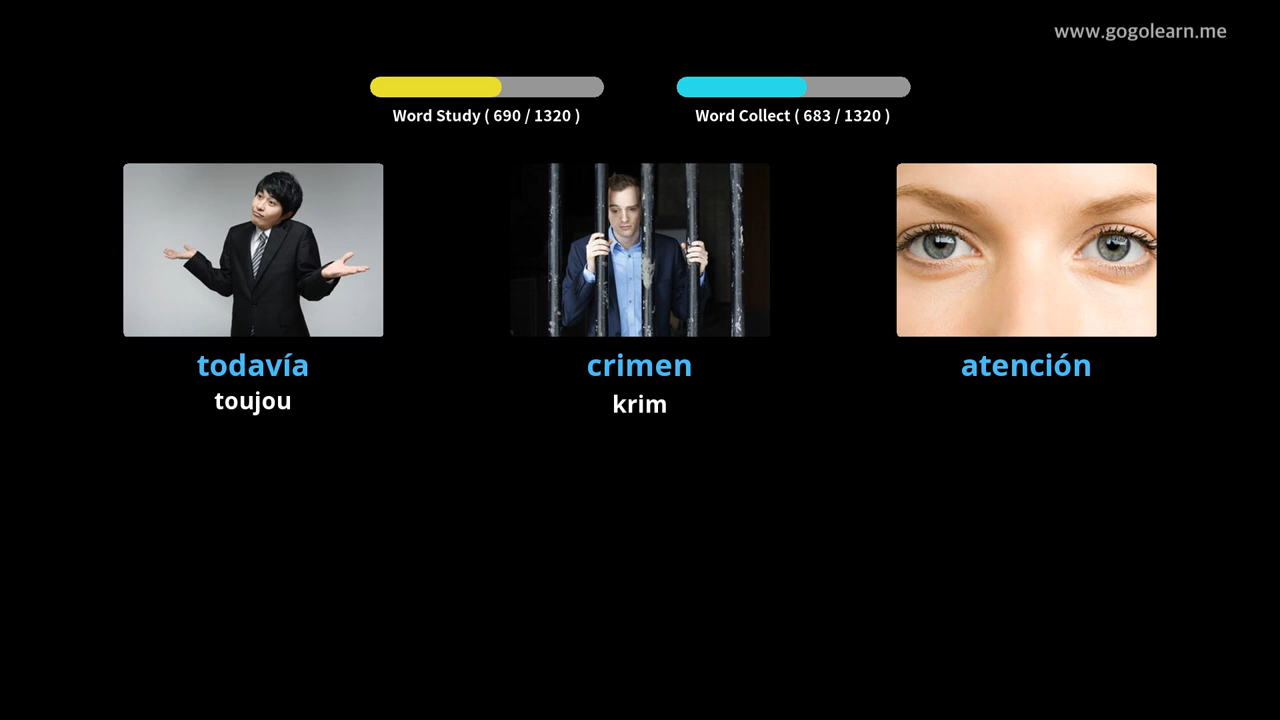 www.gogolearn.me
Word Study ( 690 / 1320 )
Word Collect ( 683 / 1320 )
todavía
toujou
crimen
krim
atención